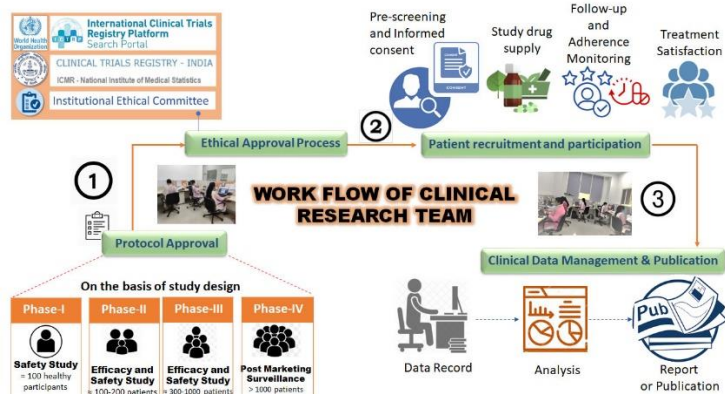 World Health
Organization
International Clinical Trials
Registry Platform
Search Portal
CLINICAL TRIALS REGISTRY - INDIA
ICMR - National Institute of Medical Statistics
Institutional Ethical Committee
Pre-screening
and Informed
consent
CONSENT
Study drug
supply
Follow-up
and
Adherence
Monitoring
Treatment
Satisfaction
1
Ethical Approval Process
2
Patient recruitment and participation
WORK FLOW OF CLINICAL
RESEARCH TEAM
3
Protocol Approval
Clinical Data Management & Publication
On the basis of study design
Phase-I
Safety Study
= 100 healthy
participants
Phase-II
Efficacy and
Safety Study
= 100-200 patients
Phase-III
Efficacy and
Safety Study
= 300-1000 patients
Phase-IV
Post Marketing
Surveillance
> 1000 patients
Data Record
Analysis
Pub
Report
or Publication